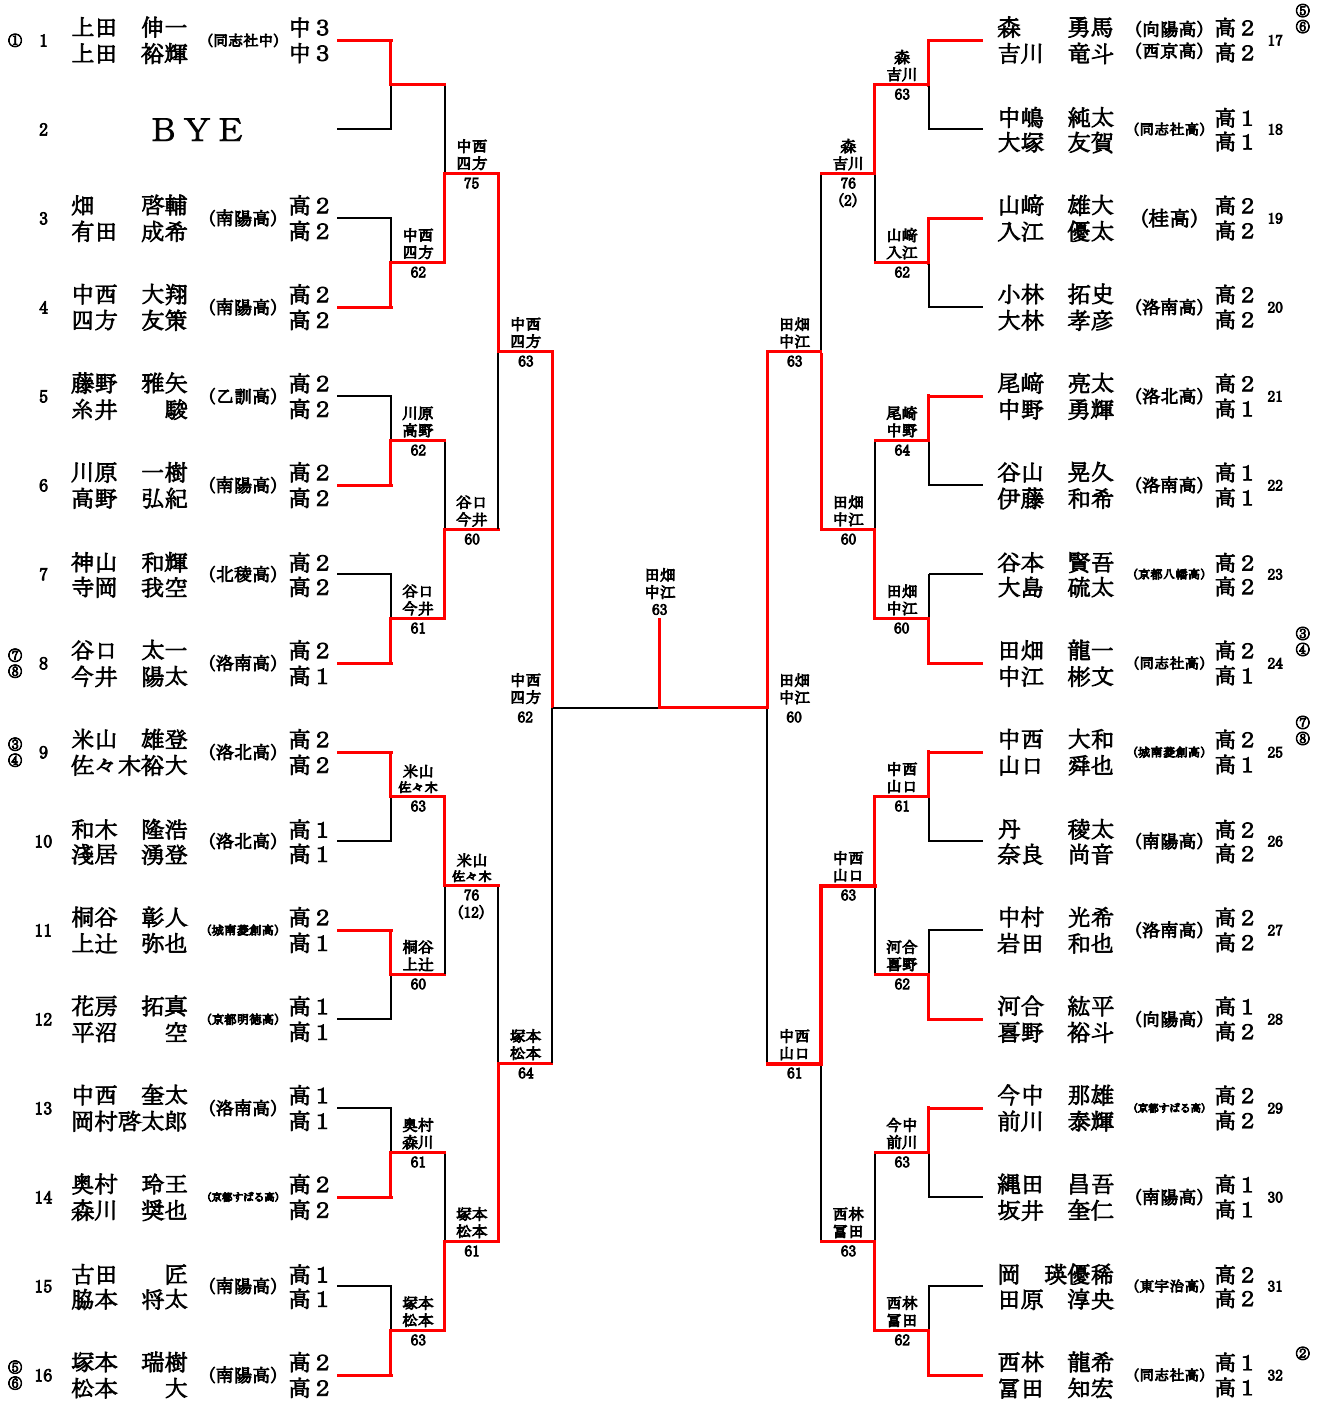 ① 1 上田 伸一 (同志社中) 中３
上田 裕輝 中３
2 ＢＹＥ
3 畑 啓輔 (南陽高) 高２
有田 成希 高２
4 中西 大翔 (南陽高) 高２
四方 友策 高２
5 藤野 雅矢 (乙訓高) 高２
糸井 駿 高２
6 川原 一樹 (南陽高) 高２
高野 弘紀 高２
7 神山 和輝 (北稜高) 高２
寺岡 我空 高２
⑦
⑧
8 谷口 太一 (洛南高) 高２
今井 陽太 高１
③
④
9 米山 雄登 (洛北高) 高２
佐々木裕大 高２
10 和木 隆浩 (洛北高) 高１
淺居 湧登 高１
11 桐谷 彰人 (城南菱創高) 高２
上辻 弥也 高１
12 花房 拓真 (京都明徳高) 高１
平沼 空 高１
13 中西 奎太 (洛南高) 高１
岡村啓太郎 高１
14 奥村 玲王 (京都すばる高) 高２
森川 奨也 高２
15 古田 匠 (南陽高) 高１
脇本 将太 高１
⑤
⑥
16 塚本 瑞樹 (南陽高) 高２
松本 大 高２
中西
四方
62
川原
高野
62
谷口
今井
61
米山
佐々木
63
桐谷
上辻
60
奥村
森川
61
塚本
松本
63
中西
四方
75
谷口
今井
60
米山
佐々木
76
(12)
塚本
松本
61
中西
四方
63
塚本
松本
64
中西
四方
62
田畑
中江
63
田畑
中江
60
田畑
中江
63
中西
山口
61
森
吉川
76
(2)
田畑
中江
60
中西
山口
63
西林
冨田
63
森
吉川
63
山﨑
入江
62
尾崎
中野
64
田畑
中江
60
中西
山口
61
河合
喜野
62
今中
前川
63
西林
冨田
62
⑤
⑥
森 勇馬 (向陽高) 高２ 17
吉川 竜斗 (西京高) 高２
中嶋 純太 (同志社高) 高１ 18
大塚 友賀 高１
山﨑 雄大 (桂高) 高２ 19
入江 優太 高２
小林 拓史 (洛南高) 高２ 20
大林 孝彦 高２
尾﨑 亮太 (洛北高) 高２ 21
中野 勇輝 高１
谷山 晃久 (洛南高) 高１ 22
伊藤 和希 高１
谷本 賢吾 (京都八幡高) 高２ 23
大島 硫太 高２
③
④
田畑 龍一 (同志社高) 高２ 24
中江 彬文 高１
⑦
⑧
中西 大和 (城南菱創高) 高２ 25
山口 舜也 高１
丹 稜太 (南陽高) 高２ 26
奈良 尚音 高２
中村 光希 (洛南高) 高２ 27
岩田 和也 高２
河合 紘平 (向陽高) 高１ 28
喜野 裕斗 高２
今中 那雄 (京都すばる高) 高２ 29
前川 泰輝 高２
縄田 昌吾 (南陽高) 高１ 30
坂井 奎仁 高１
岡 瑛優稀 (東宇治高) 高２ 31
田原 淳央 高２
②
西林 龍希 (同志社高) 高１ 32
冨田 知宏 高１